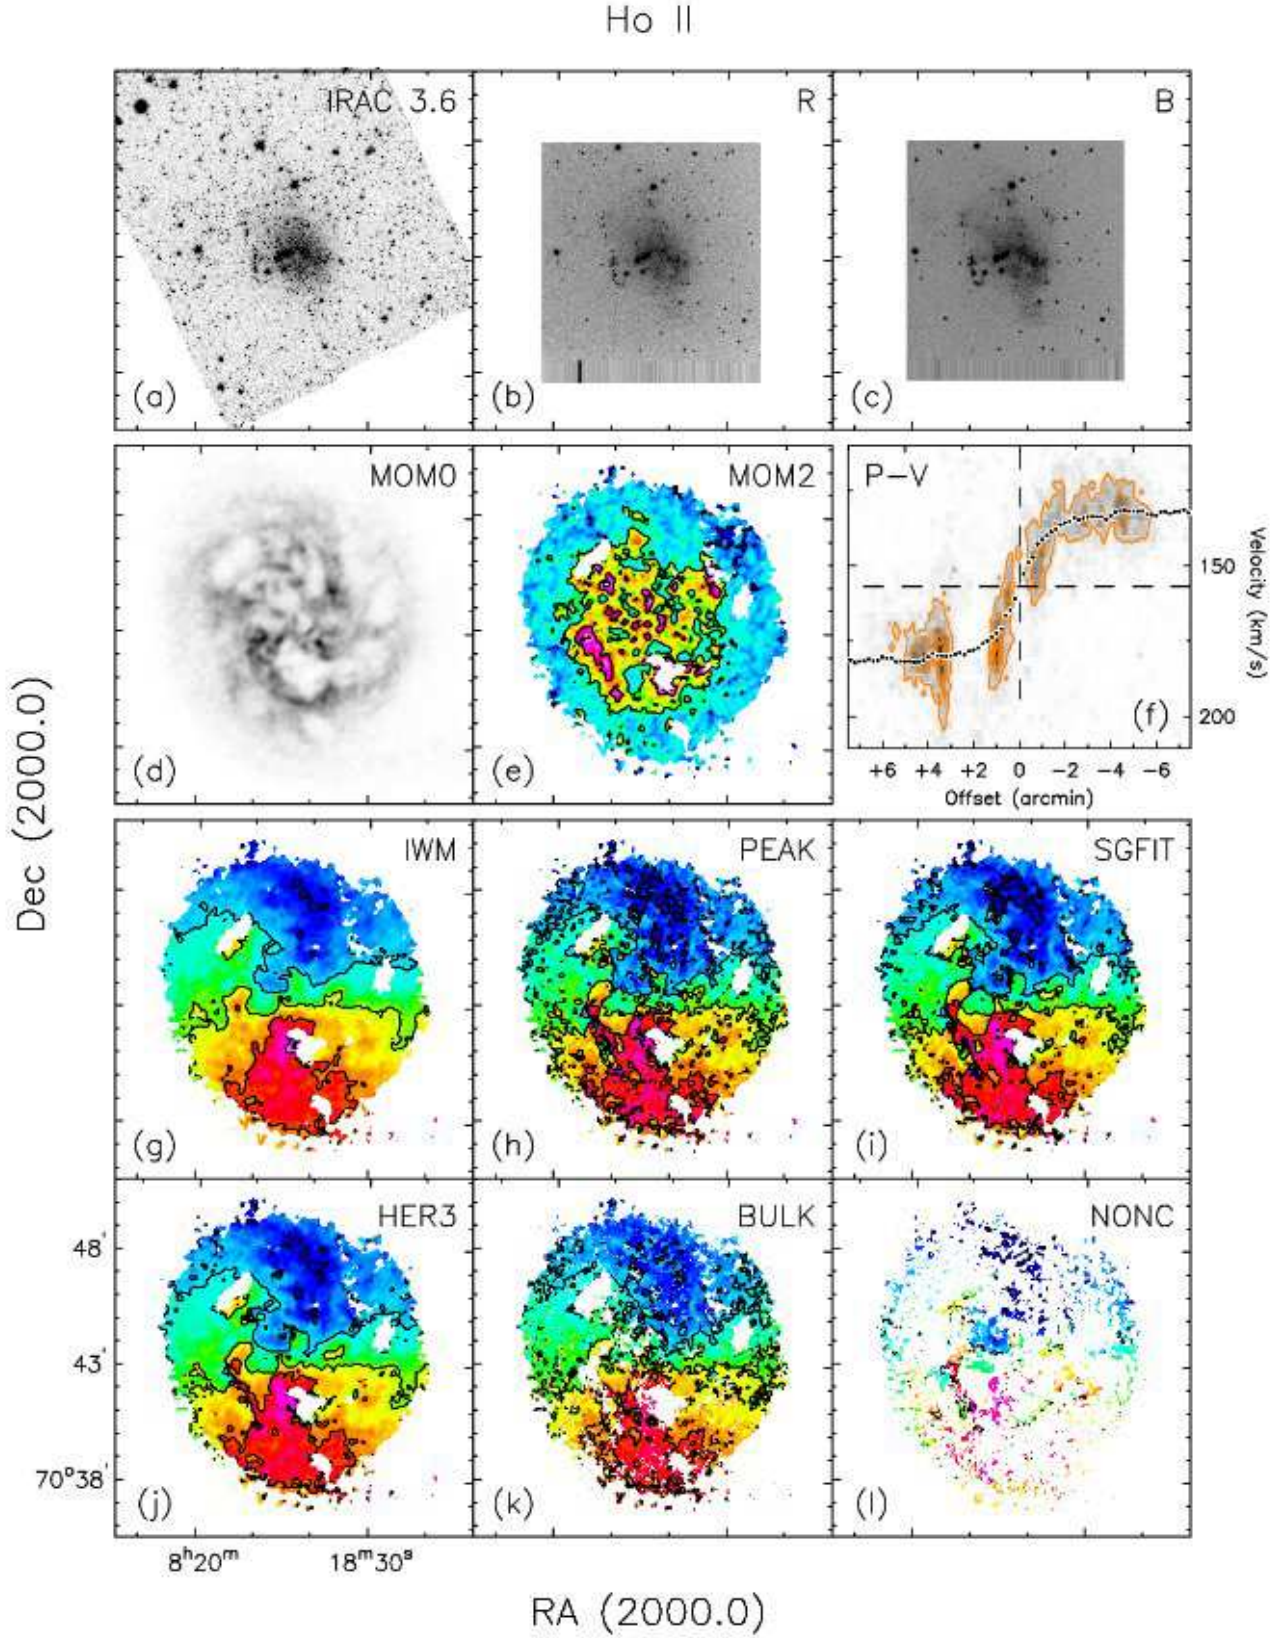 Ho II
IRAC 3.6
R
B
(a)
(b)
(c)
MOM0
MOM2
P-V
150
200
Velocity (km/s)
(d)
(e)
(f)
+6 +4 +2 0 -2 -4 -6
Offset (arcmin)
Dec (2000.0)
IWM
PEAK
SGFIT
(g)
(h)
(i)
HER3
BULK
NONC
48'
43'
70°38'
(j)
(k)
(l)
8ʰ20ᵐ 18ᵐ30ˢ
RA (2000.0)